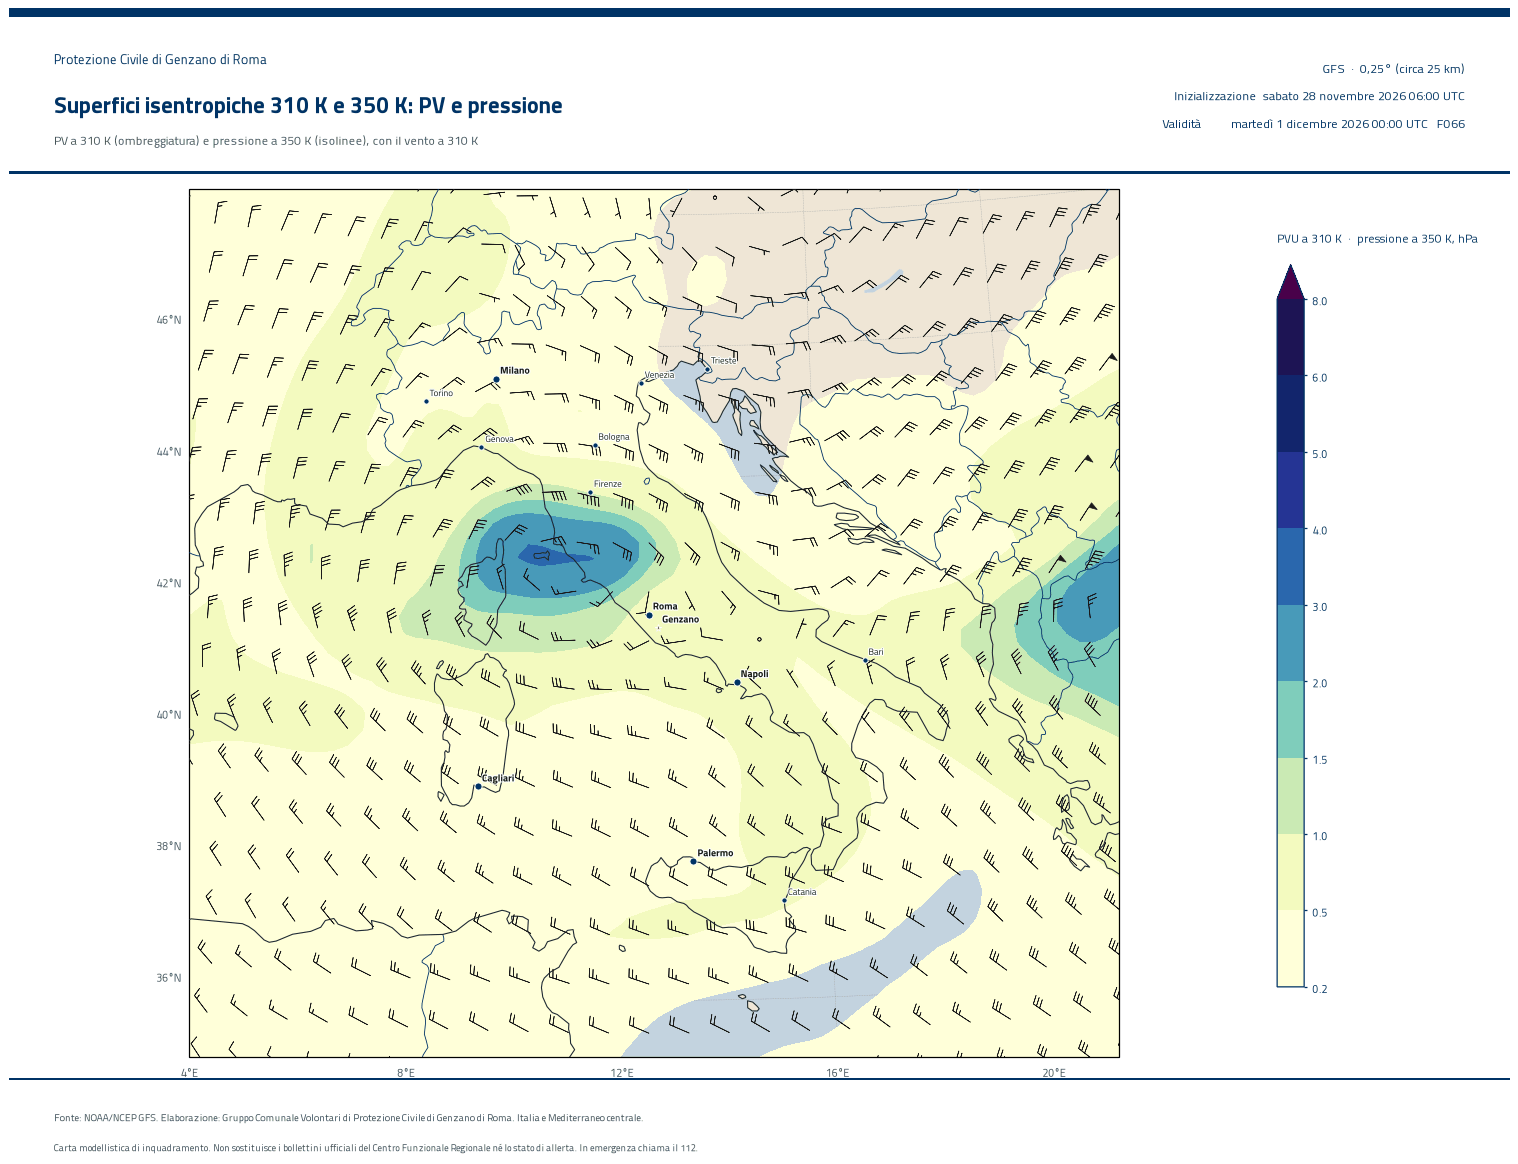 Protezione Civile di Genzano di Roma
Superfici isentropiche 310 K e 350 K: PV e pressione
PV a 310 K (ombreggiatura) e pressione a 350 K (isolinee), con il vento a 310 K
GFS · 0,25° (circa 25 km)
Inizializzazione sabato 28 novembre 2026 06:00 UTC
Validità martedì 1 dicembre 2026 00:00 UTC F066
PVU a 310 K · pressione a 350 K, hPa
8.0
6.0
5.0
4.0
3.0
2.0
1.5
1.0
0.5
0.2
46°N
44°N
42°N
40°N
38°N
36°N
4°E
8°E
12°E
16°E
20°E
Trieste
Milano
Venezia
Torino
Genova
Bologna
Firenze
Roma
Genzano
Bari
Napoli
Cagliari
Palermo
Catania
Fonte: NOAA/NCEP GFS. Elaborazione: Gruppo Comunale Volontari di Protezione Civile di Genzano di Roma. Italia e Mediterraneo centrale.
Carta modellistica di inquadramento. Non sostituisce i bollettini ufficiali del Centro Funzionale Regionale né lo stato di allerta. In emergenza chiama il 112.